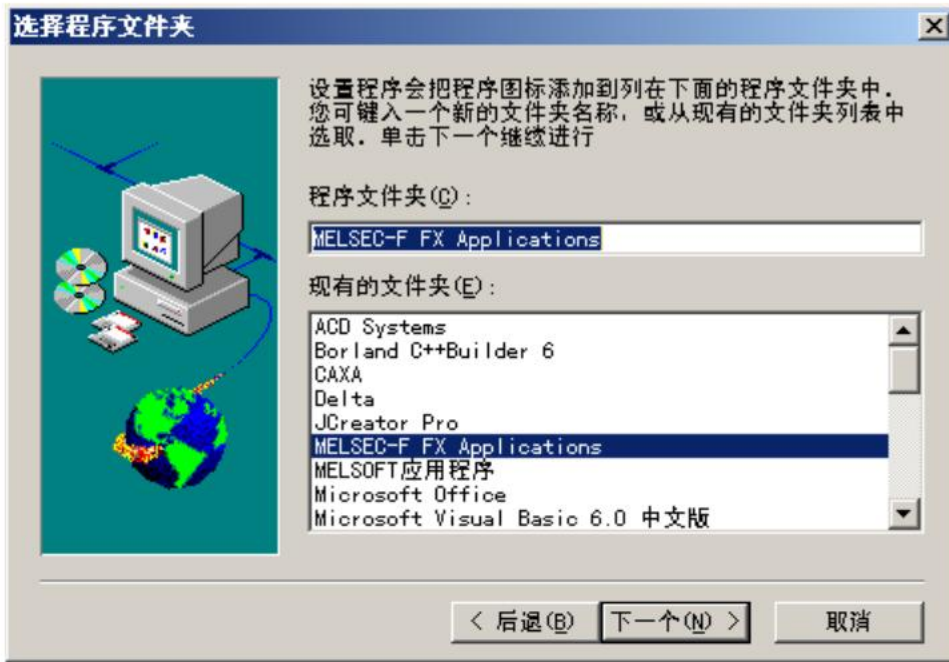 选择程序文件夹
设置程序会把程序图标添加到列在下面的程序文件夹中.
您可键入一个新的文件夹名称, 或从现有的文件夹列表中
选取. 单击下一个继续进行
程序文件夹(C):
MELSEC-F FX Applications
现有的文件夹(E):
ACD Systems
Borland C++Builder 6
CAXA
Delta
JCreator Pro
MELSEC-F FX Applications
MELSOFT应用程序
Microsoft Office
Microsoft Visual Basic 6.0 中文版
< 后退(B) 下一个(N) > 取消